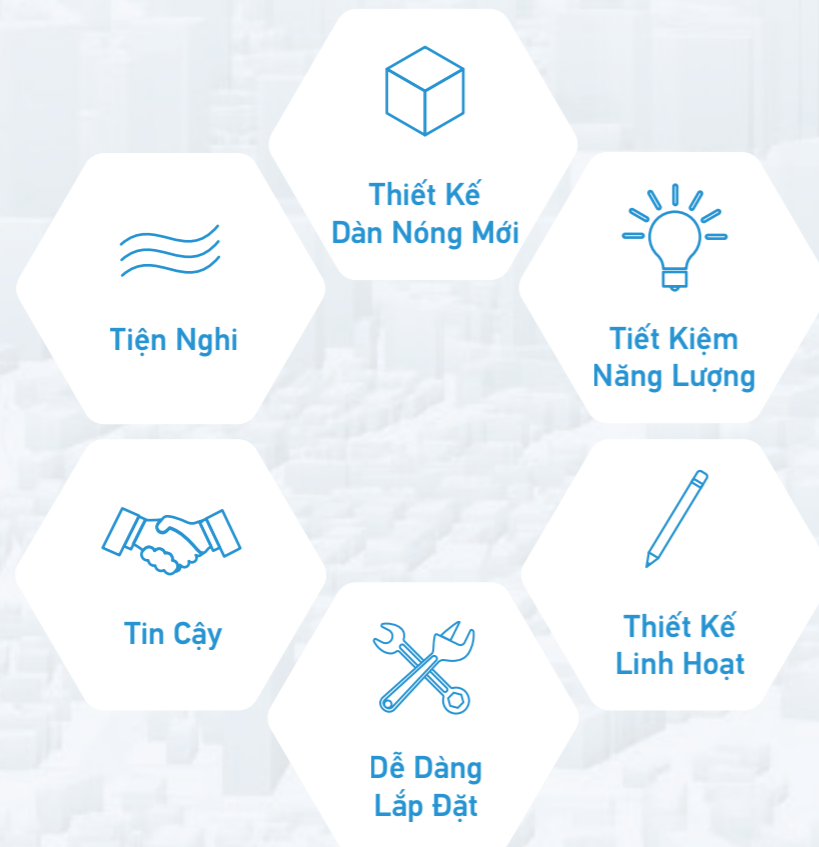 Thiết Kế
Dàn Nóng Mới
Tiện Nghi
Tiết Kiệm
Năng Lượng
Tin Cậy
Thiết Kế
Linh Hoạt
Dễ Dàng
Lắp Đặt